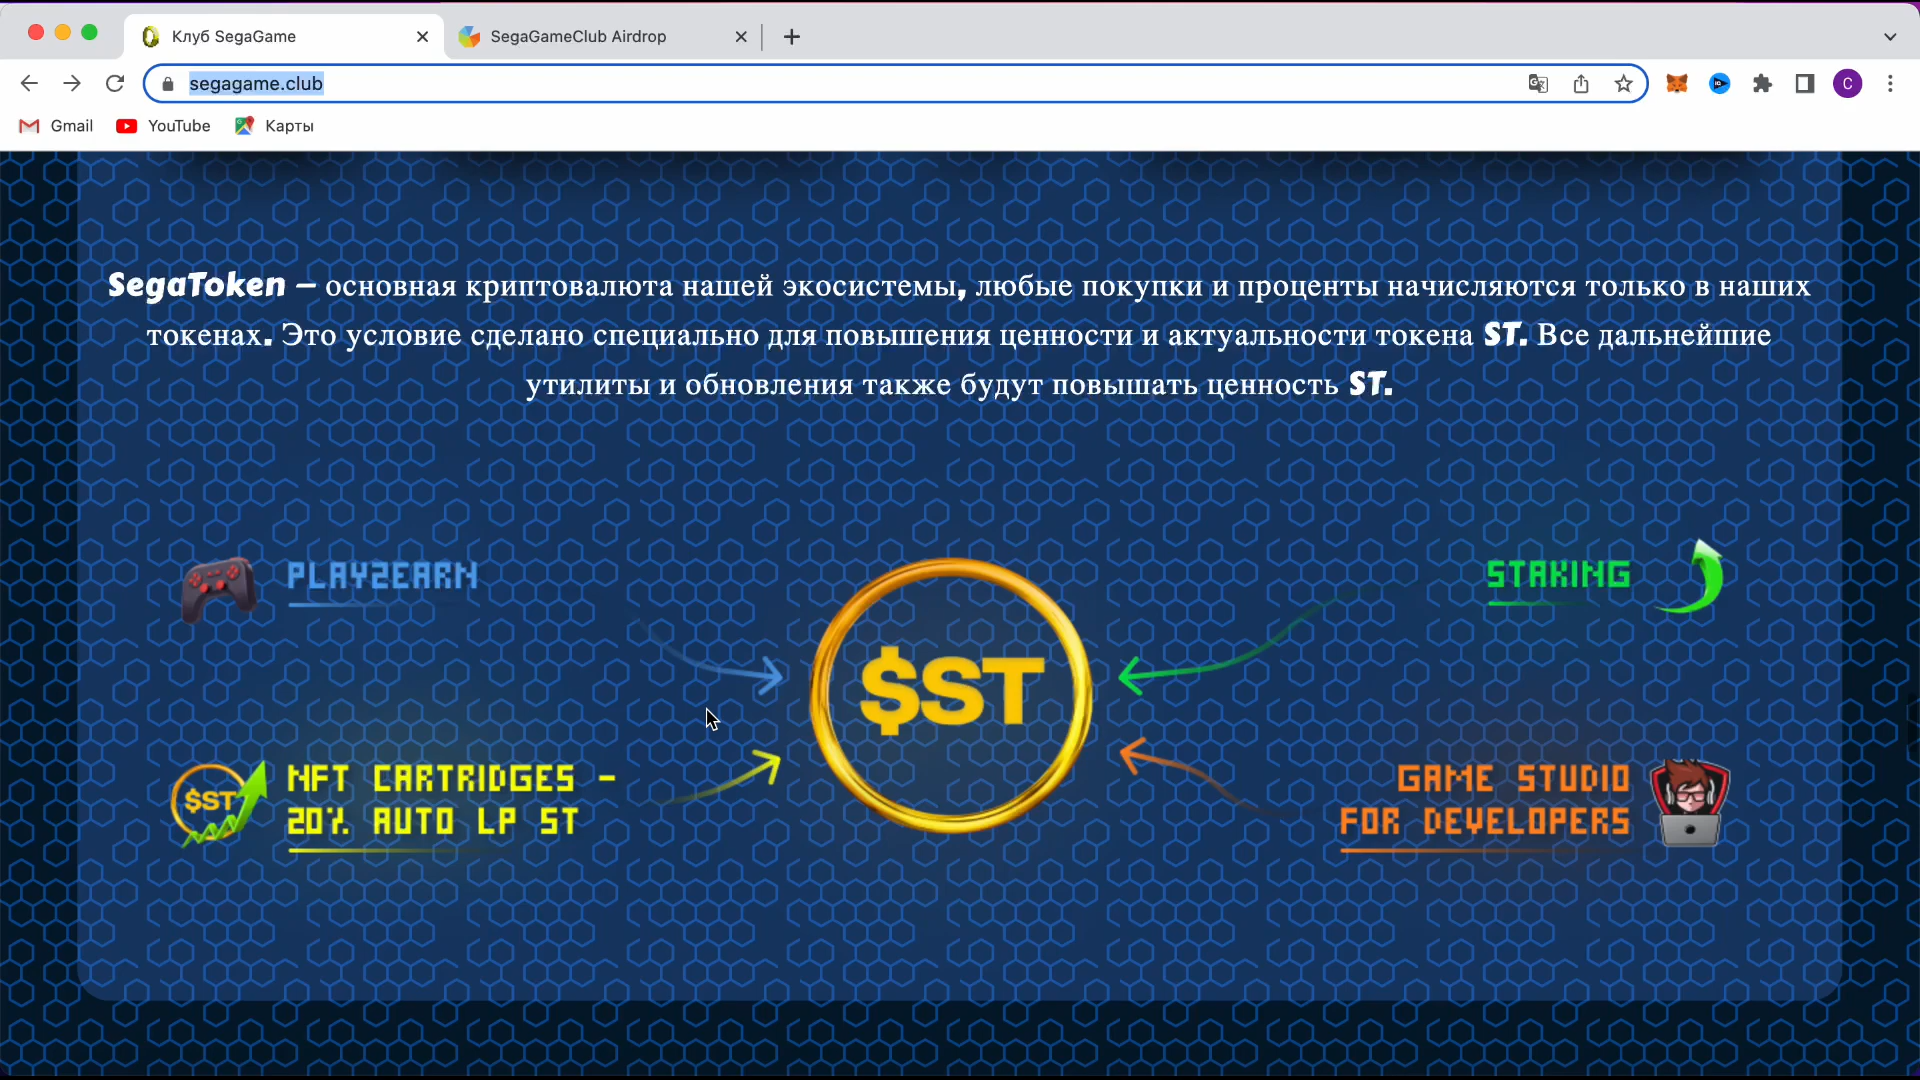 Клуб SegaGame
SegaGameClub Airdrop
segagame.club
C
Gmail
YouTube
Карты
SegaToken – основная криптовалюта нашей экосистемы, любые покупки и проценты начисляются только в наших
токенах. Это условие сделано специально для повышения ценности и актуальности токена ST. Все дальнейшие
утилиты и обновления также будут повышать ценность ST.
PLAY2EARN
STAKING
$ST
$ST
NFT CARTRIDGES -
20% AUTO LP ST
GAME STUDIO
FOR DEVELOPERS